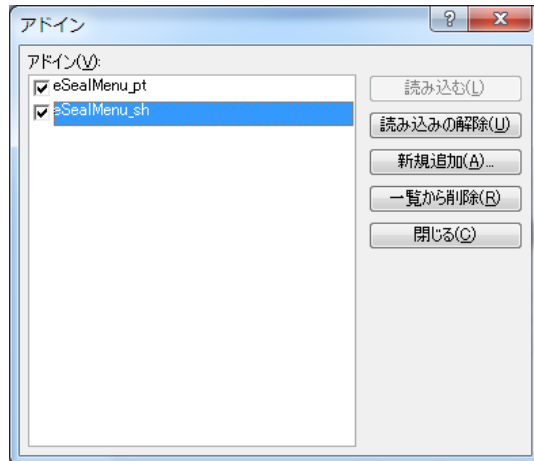 アドイン
アドイン(V):
eSealMenu_pt
eSealMenu_sh
読み込む(L)
読み込みの解除(U)
新規追加(A)...
一覧から削除(R)
閉じる(C)